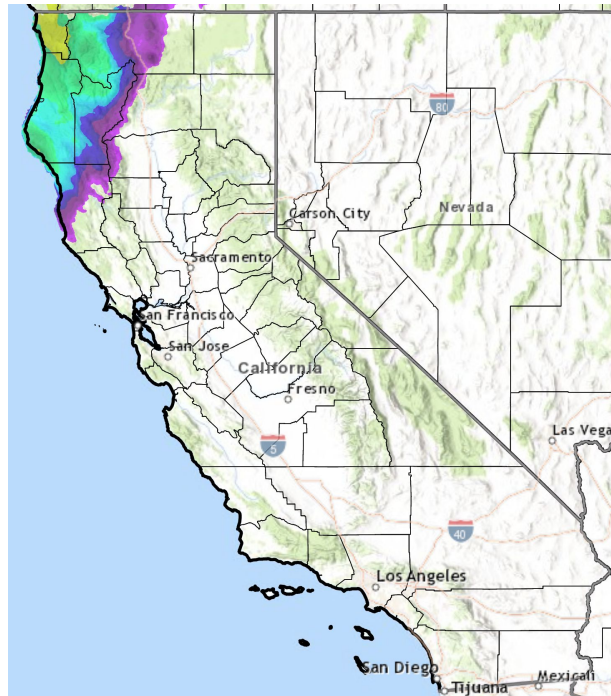 80
Nevada
Carson City
Sacramento
San Francisco
San Jose
California
Fresno
Las Vega
5
40
Los Angeles
San Diego
Tijuana
Mexicali